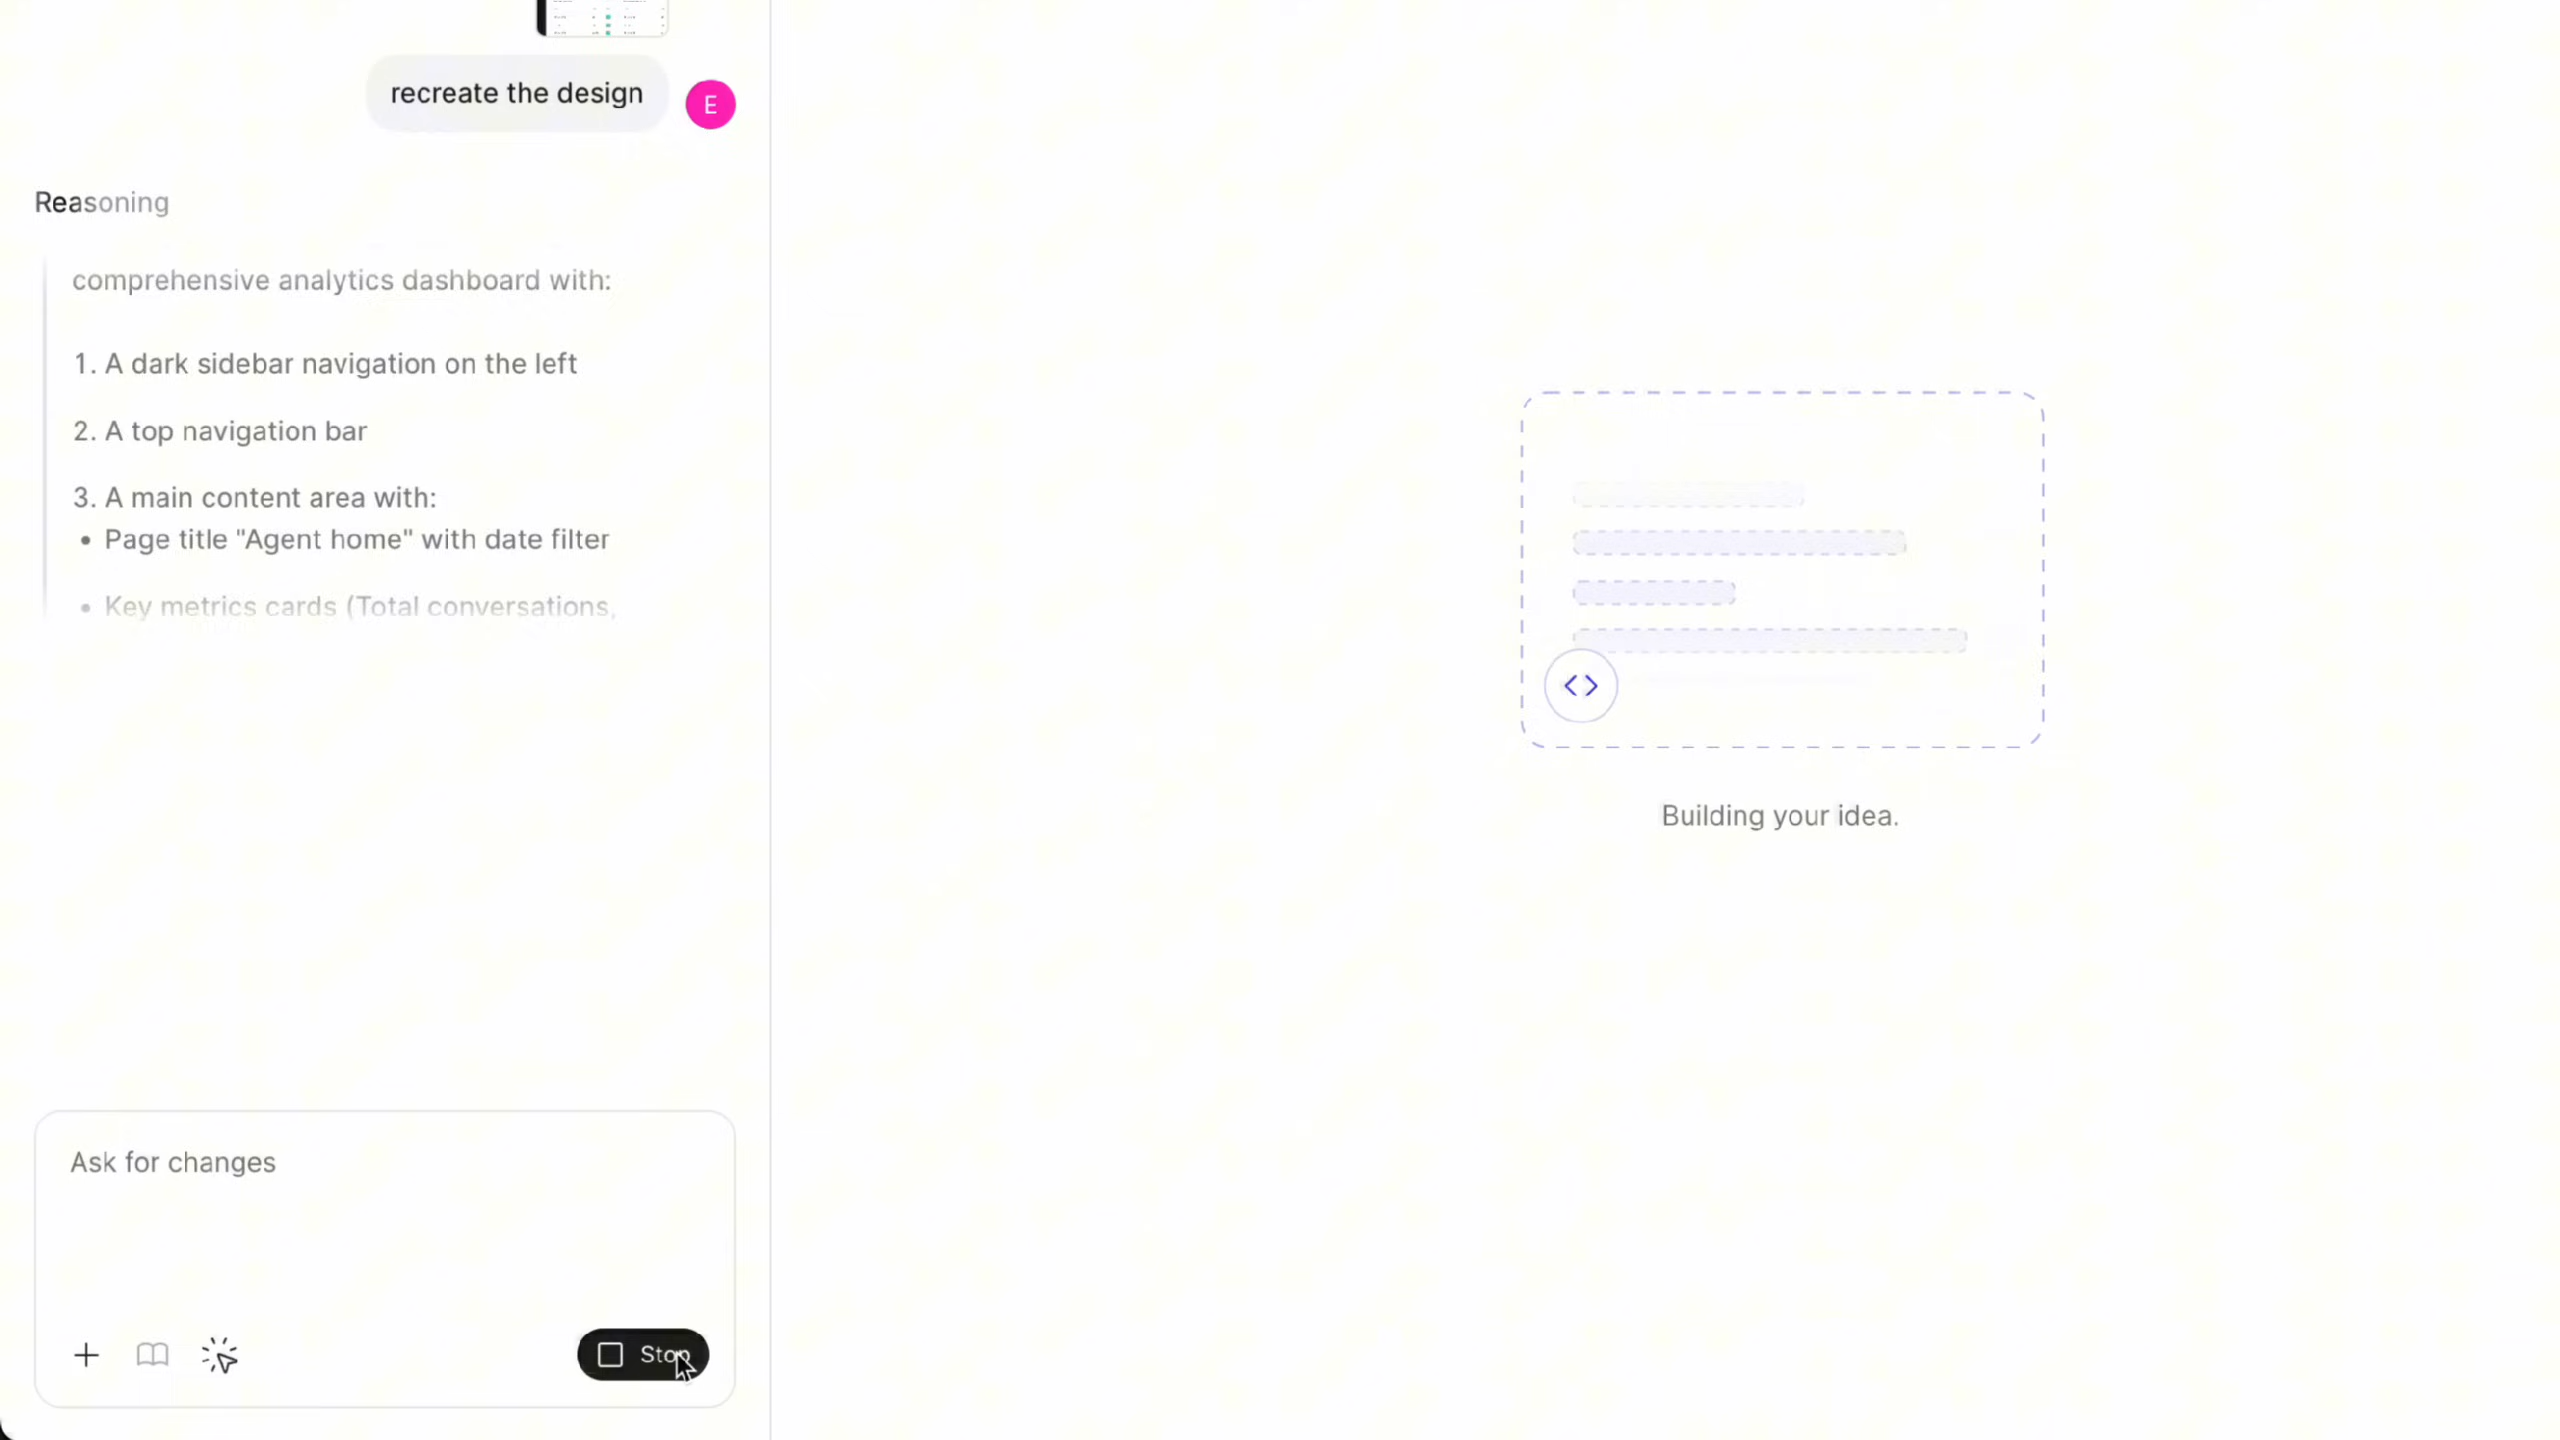 recreate the design
E
Reasoning
comprehensive analytics dashboard with:
1. A dark sidebar navigation on the left
2. A top navigation bar
3. A main content area with:
• Page title "Agent home" with date filter
• Key metrics cards (Total conversations,
Building your idea.
Ask for changes
Stop